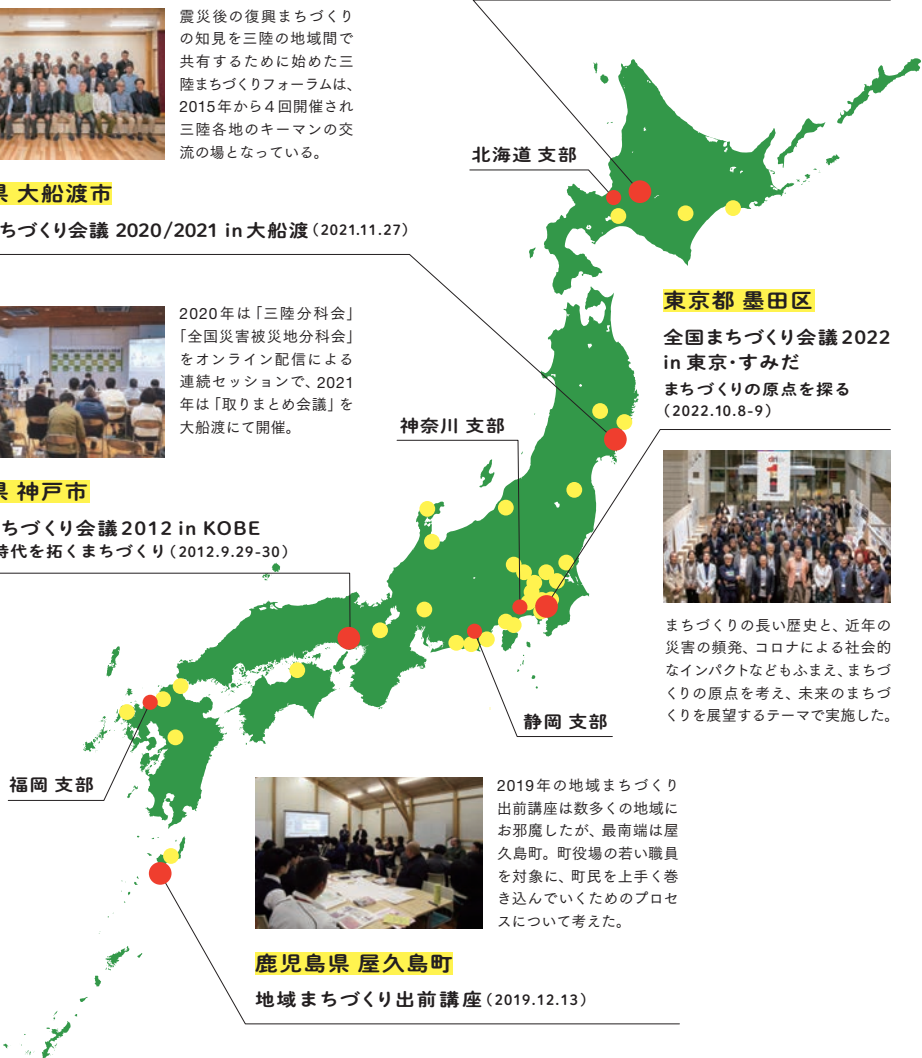 震災後の復興まちづくり
の知見を三陸の地域間で
共有するために始めた三
陸まちづくりフォーラムは、
2015年から4回開催され
三陸各地のキーマンの交
流の場となっている。
県 大船渡市
ちづくり会議 2020/2021 in 大船渡(2021.11.27)
2020年は「三陸分科会」
「全国災害被災地分科会」
をオンライン配信による
連続セッションで、2021
年は「取りまとめ会議」を
大船渡にて開催。
県 神戸市
ちづくり会議2012 in KOBE
時代を拓くまちづくり(2012.9.29-30)
北海道 支部
東京都 墨田区
全国まちづくり会議2022
in 東京・すみだ
まちづくりの原点を探る
(2022.10.8-9)
まちづくりの長い歴史と、近年の
災害の頻発、コロナによる社会的
なインパクトなどもふまえ、まちづ
くりの原点を考え、未来のまちづ
くりを展望するテーマで実施した。
神奈川 支部
静岡 支部
福岡 支部
2019年の地域まちづくり
出前講座は数多くの地域に
お邪魔したが、最南端は屋
久島町。町役場の若い職員
を対象に、町民を上手く巻
き込んでいくためのプロセ
スについて考えた。
鹿児島県 屋久島町
地域まちづくり出前講座(2019.12.13)